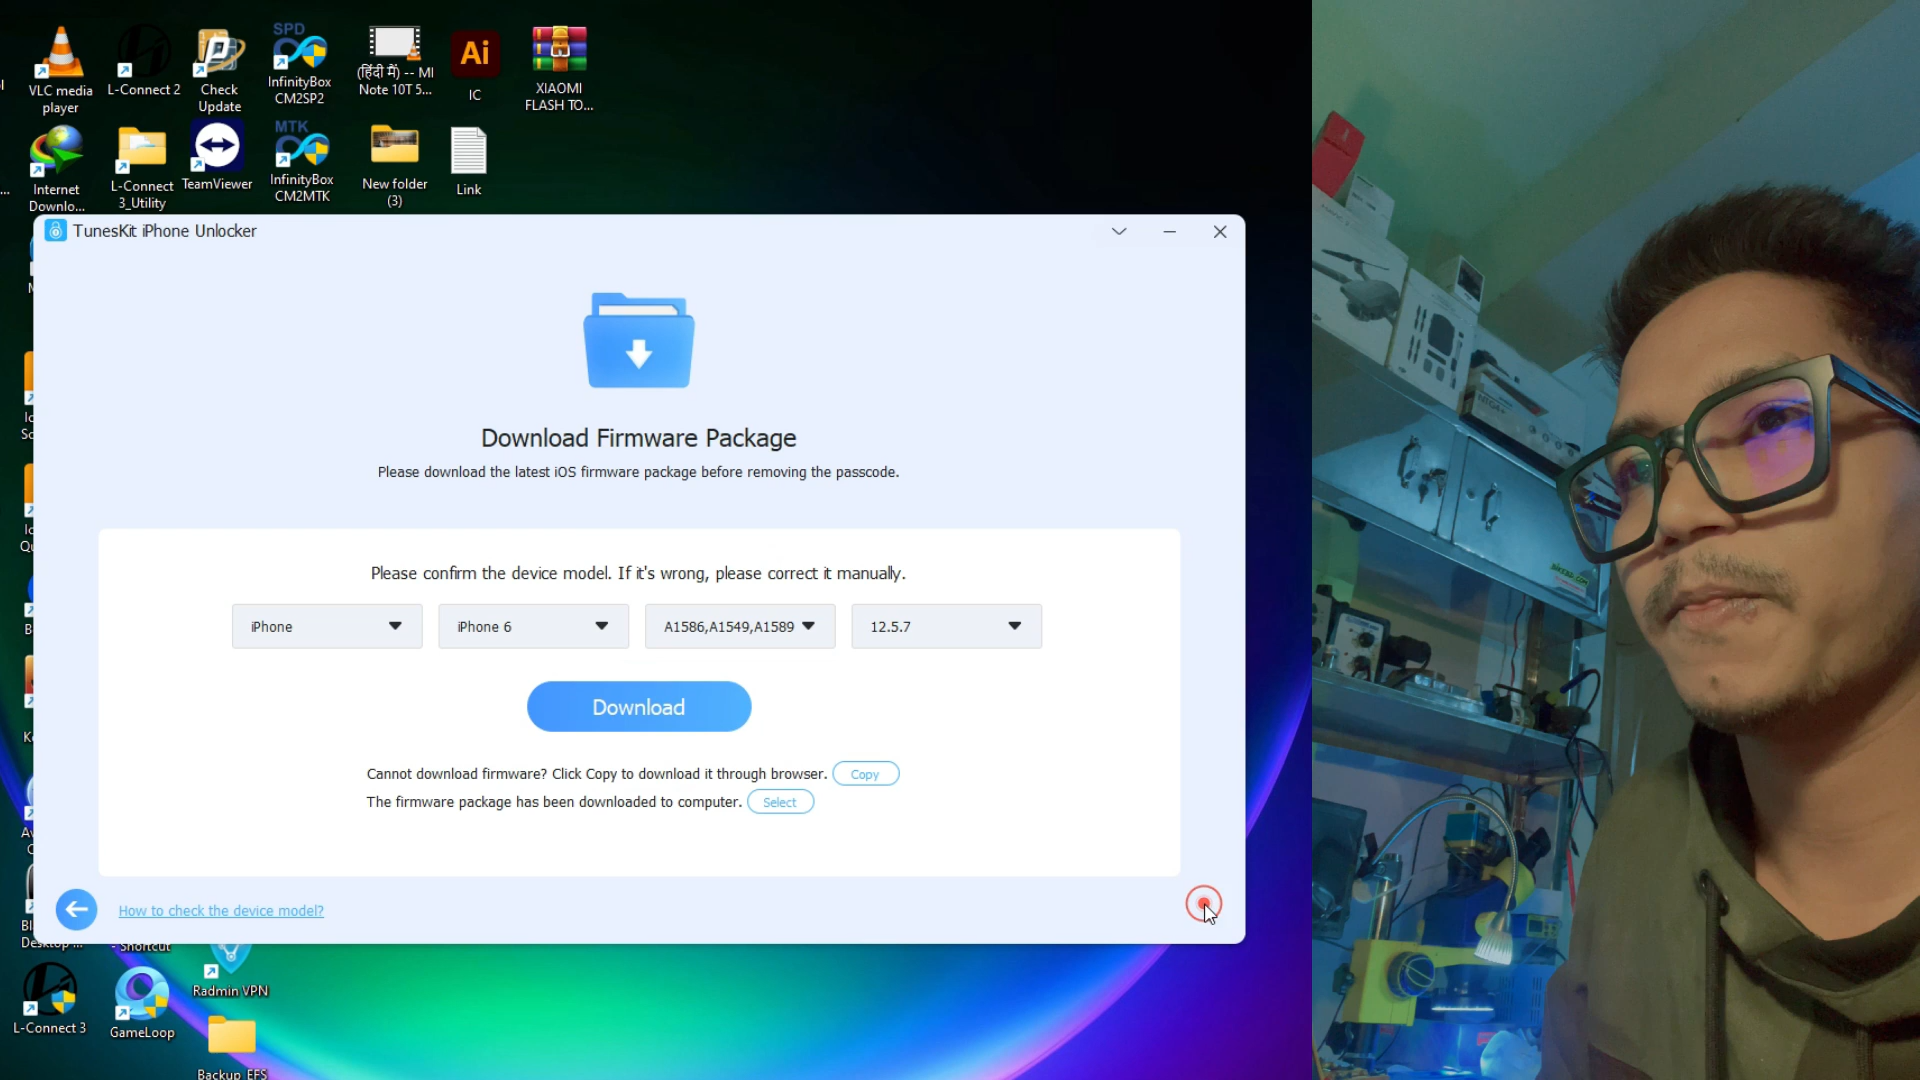 VLC media
player
L-Connect 2
Check
Update
SPD
InfinityBox
CM2SP2
(हिंदी में) -- MI
Note 10T 5...
Ai
IC
XIAOMI
FLASH TO...
Internet
Downlo...
L-Connect
3_Utility
TeamViewer
MTK
InfinityBox
CM2MTK
New folder
(3)
Link
TunesKit iPhone Unlocker
Download Firmware Package
Please download the latest iOS firmware package before removing the passcode.
Please confirm the device model. If it's wrong, please correct it manually.
iPhone
iPhone 6
A1586,A1549,A1589
12.5.7
Download
Cannot download firmware? Click Copy to download it through browser.
Copy
The firmware package has been downloaded to computer.
Select
How to check the device model?
Desktop ...
- Shortcut
L-Connect 3
GameLoop
Radmin VPN
Backup_EFS